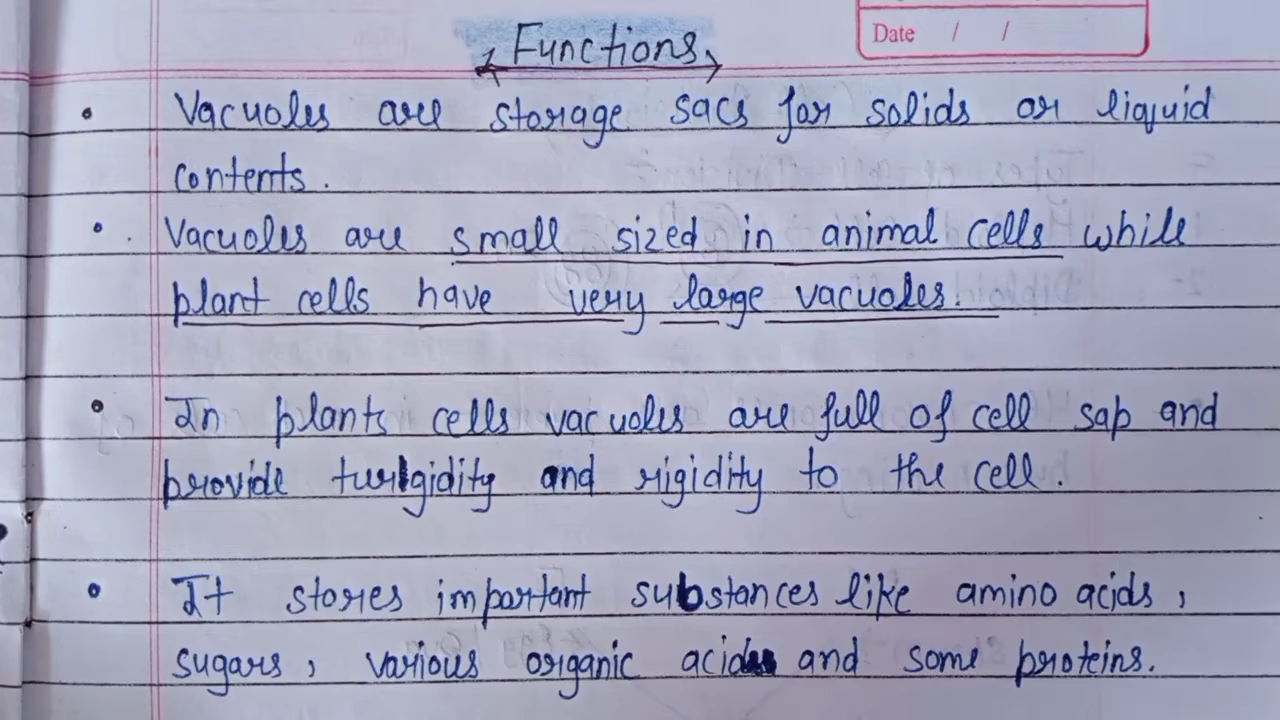 Date / /
Functions
• Vacuoles are storage sacs for solids or liquid
contents.
• Vacuoles are small sized in animal cells while
plant cells have very large vacuoles.
• In plants cells vacuoles are full of cell sap and
provide turgidity and rigidity to the cell.
• It stores important substances like amino acids,
sugars, various organic acids and some proteins.